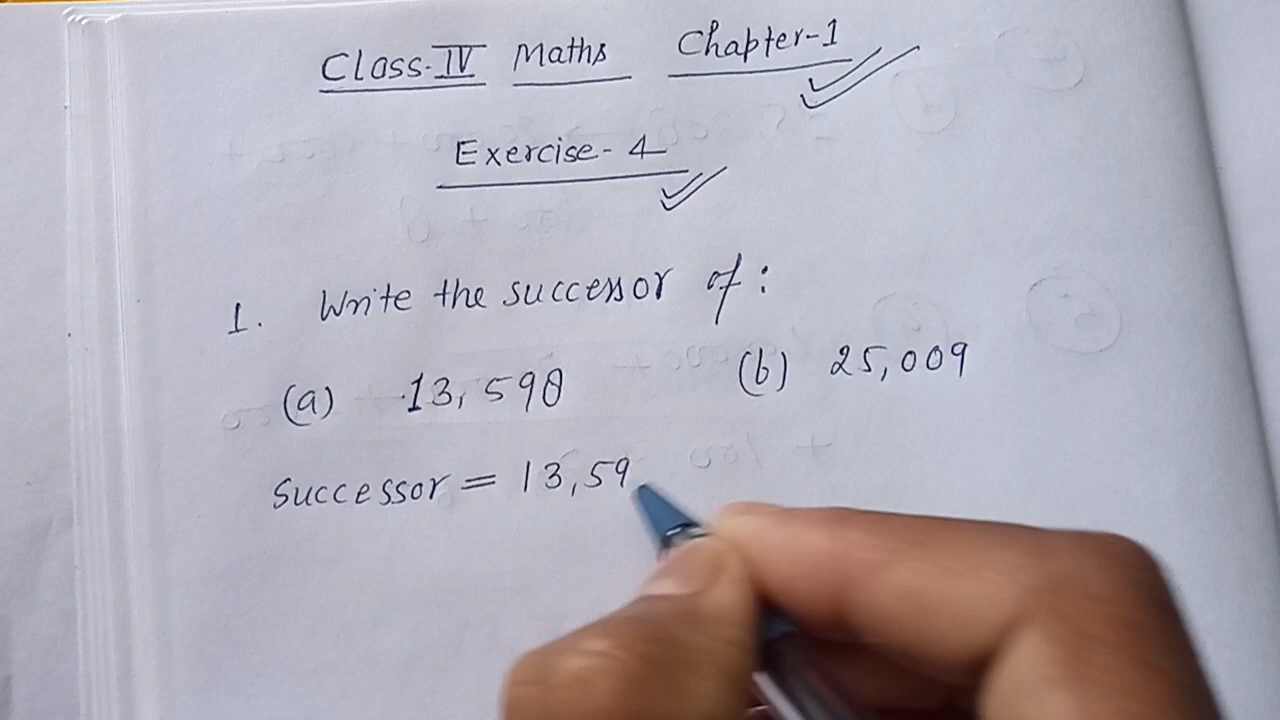 Class-IV Maths Chapter-1
Exercise-4
1. Write the successor of:
(a) 13,598 (b) 25,009
Successor = 13,59